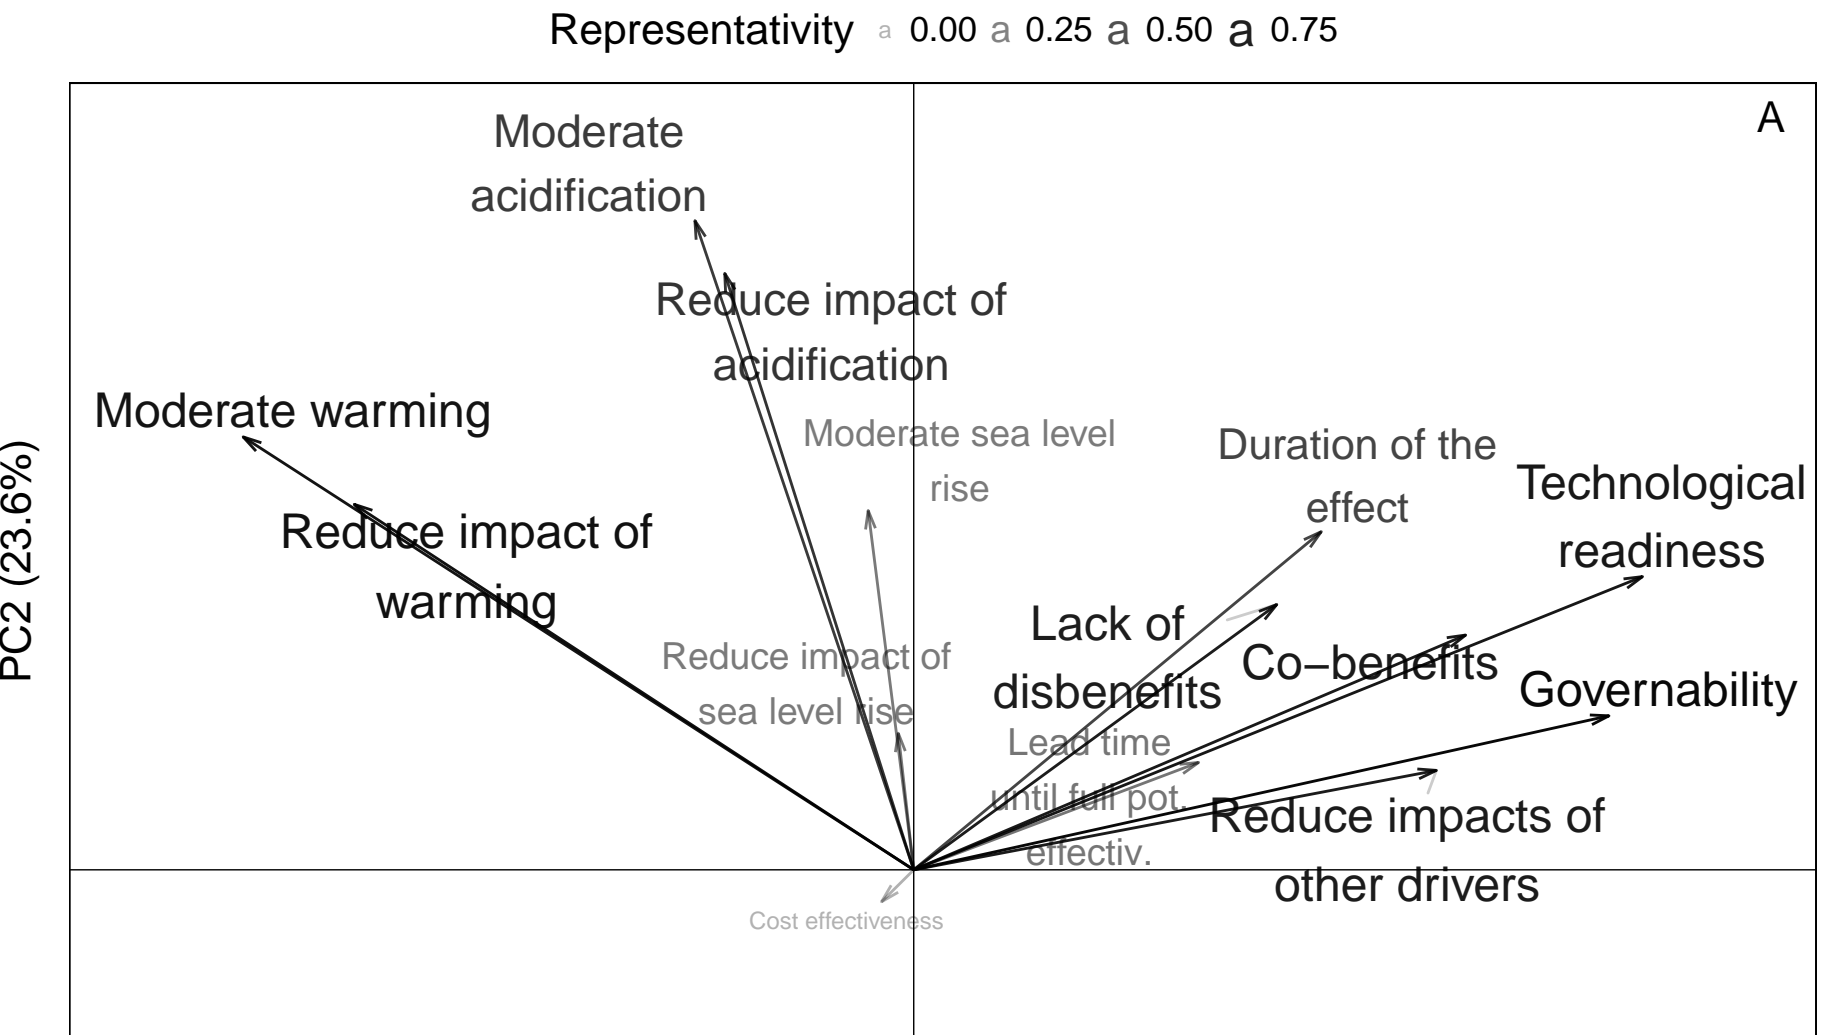 Representativity a 0.00 a 0.25 a 0.50 a 0.75
A
Moderate
acidification
Reduce impact of
acidification
Moderate warming
Reduce impact of
warming
Moderate sea level
rise
Reduce impact of
sea level rise
Duration of the
effect
Technological
readiness
Lack of
disbenefits
Co−benefits
Governability
Lead time
until full pot.
effectiv.
Reduce impacts of
other drivers
Cost effectiveness
PC2 (23.6%)